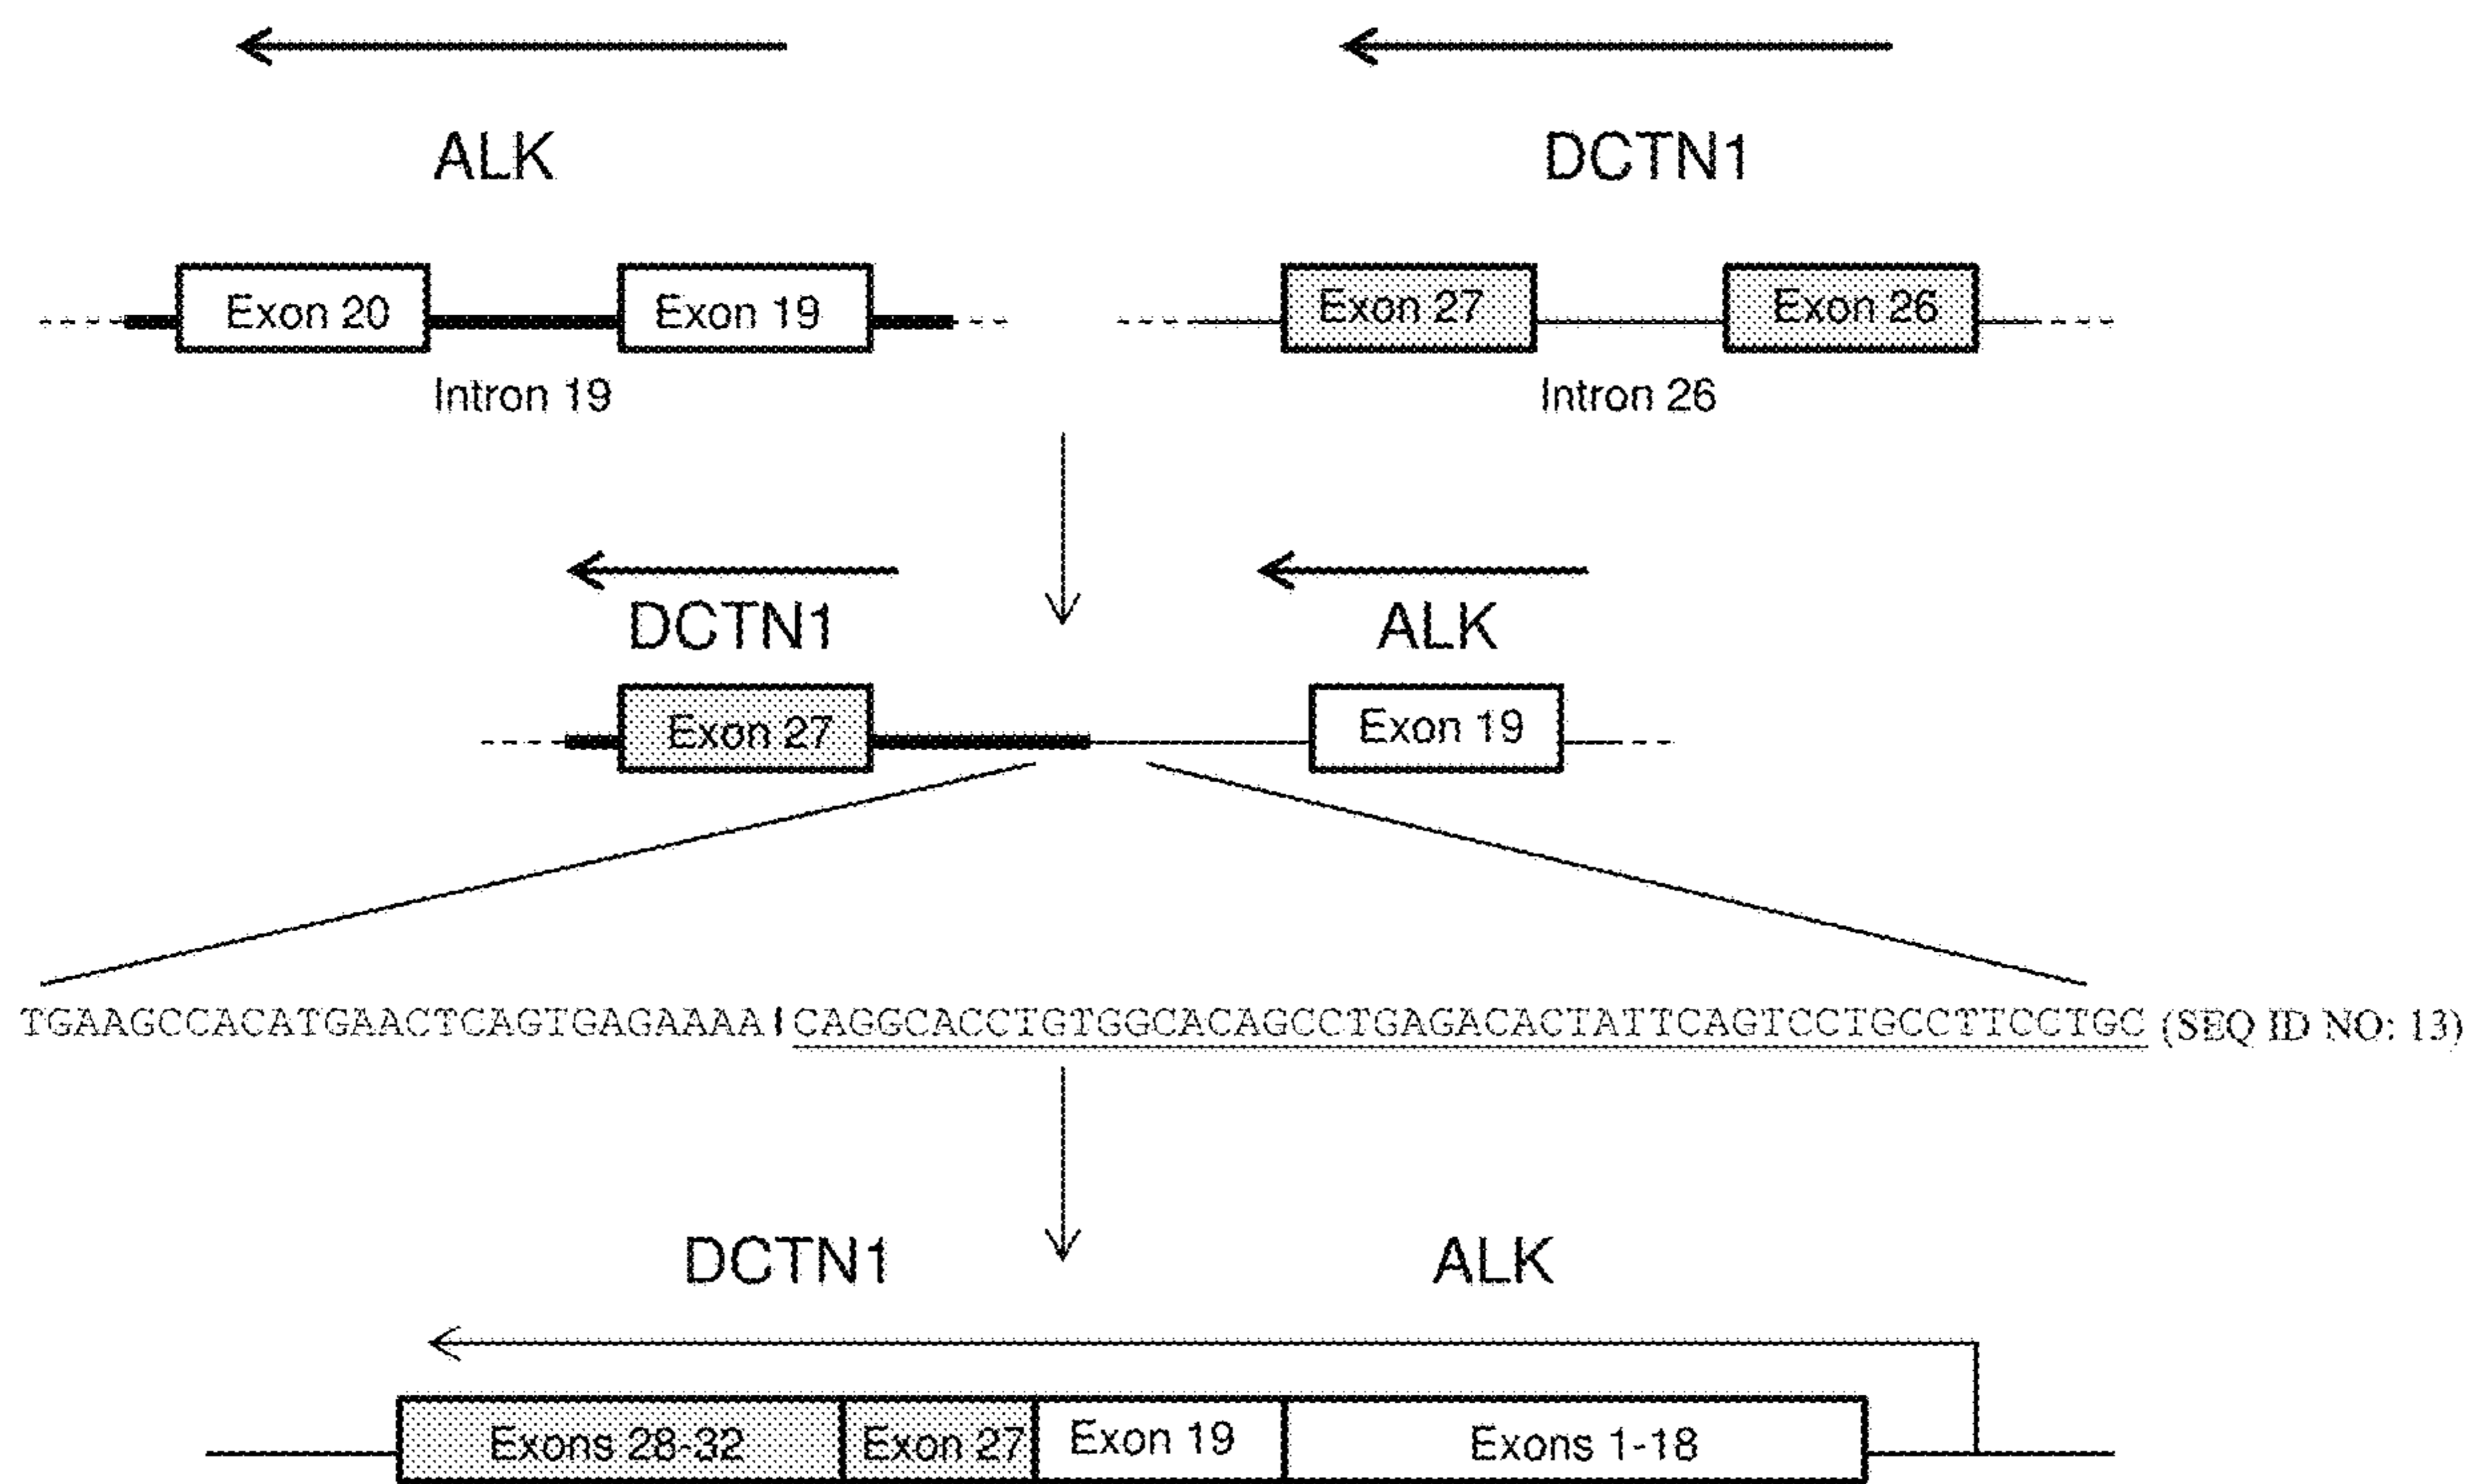 ALK DCTN1
Exon 20 Exon 19 Exon 27 Exon 26
Intron 19 Intron 26
DCTN1 ALK
Exon 27 Exon 19
TGAAGCCACATGAACTCAGTGAGAAAA|CAGGCACCTGTGGCACAGCCTGAGACACTATTCAGTCCTGCCTTCCTGC (SEQ ID NO: 13)
DCTN1 ALK
Exons 28-32 Exon 27 Exon 19 Exons 1-18